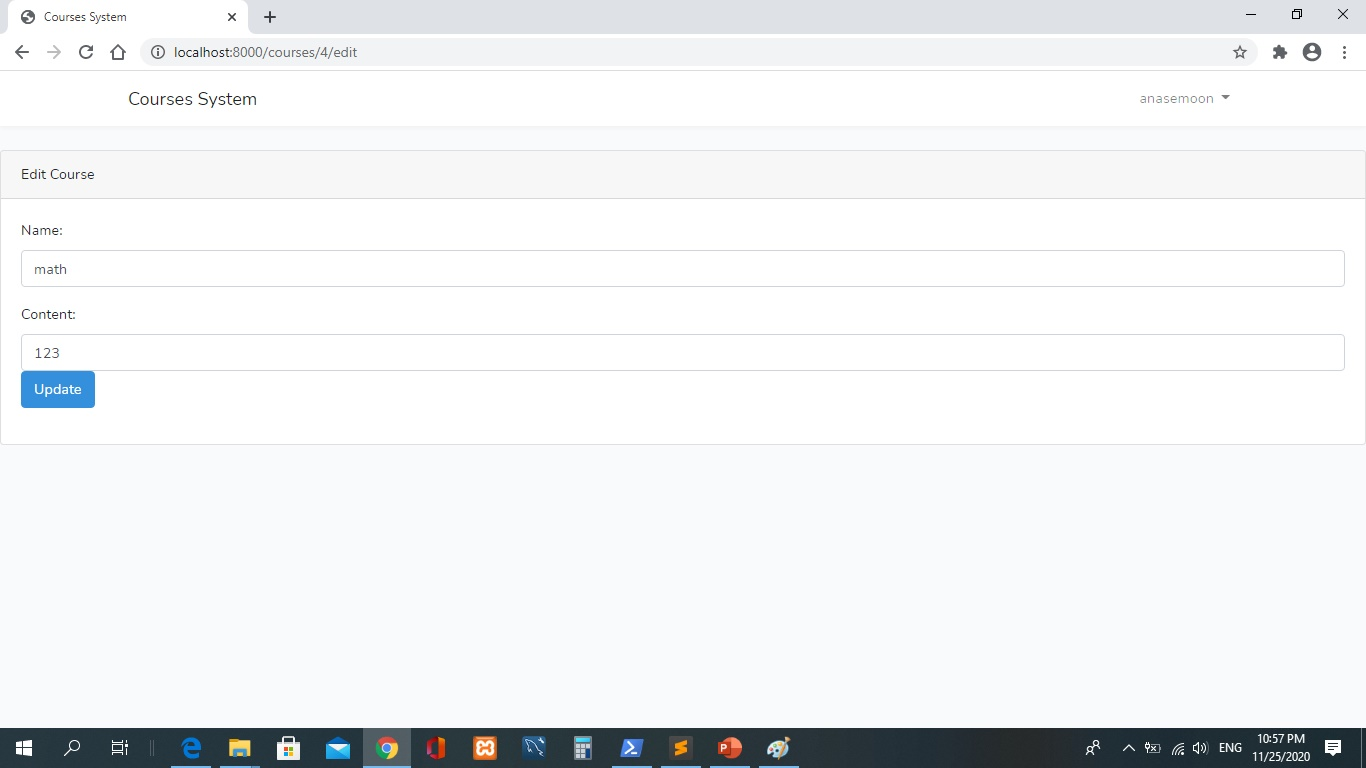 Courses System
localhost:8000/courses/4/edit
Courses System
anasemoon
Edit Course
Name:
math
Content:
123
Update
ENG
10:57 PM
11/25/2020